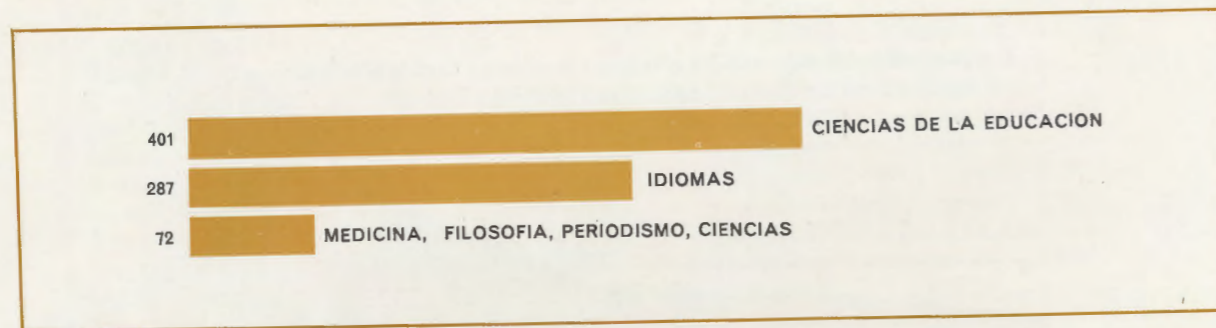 401 CIENCIAS DE LA EDUCACION
287 IDIOMAS
72 MEDICINA, FILOSOFIA, PERIODISMO, CIENCIAS